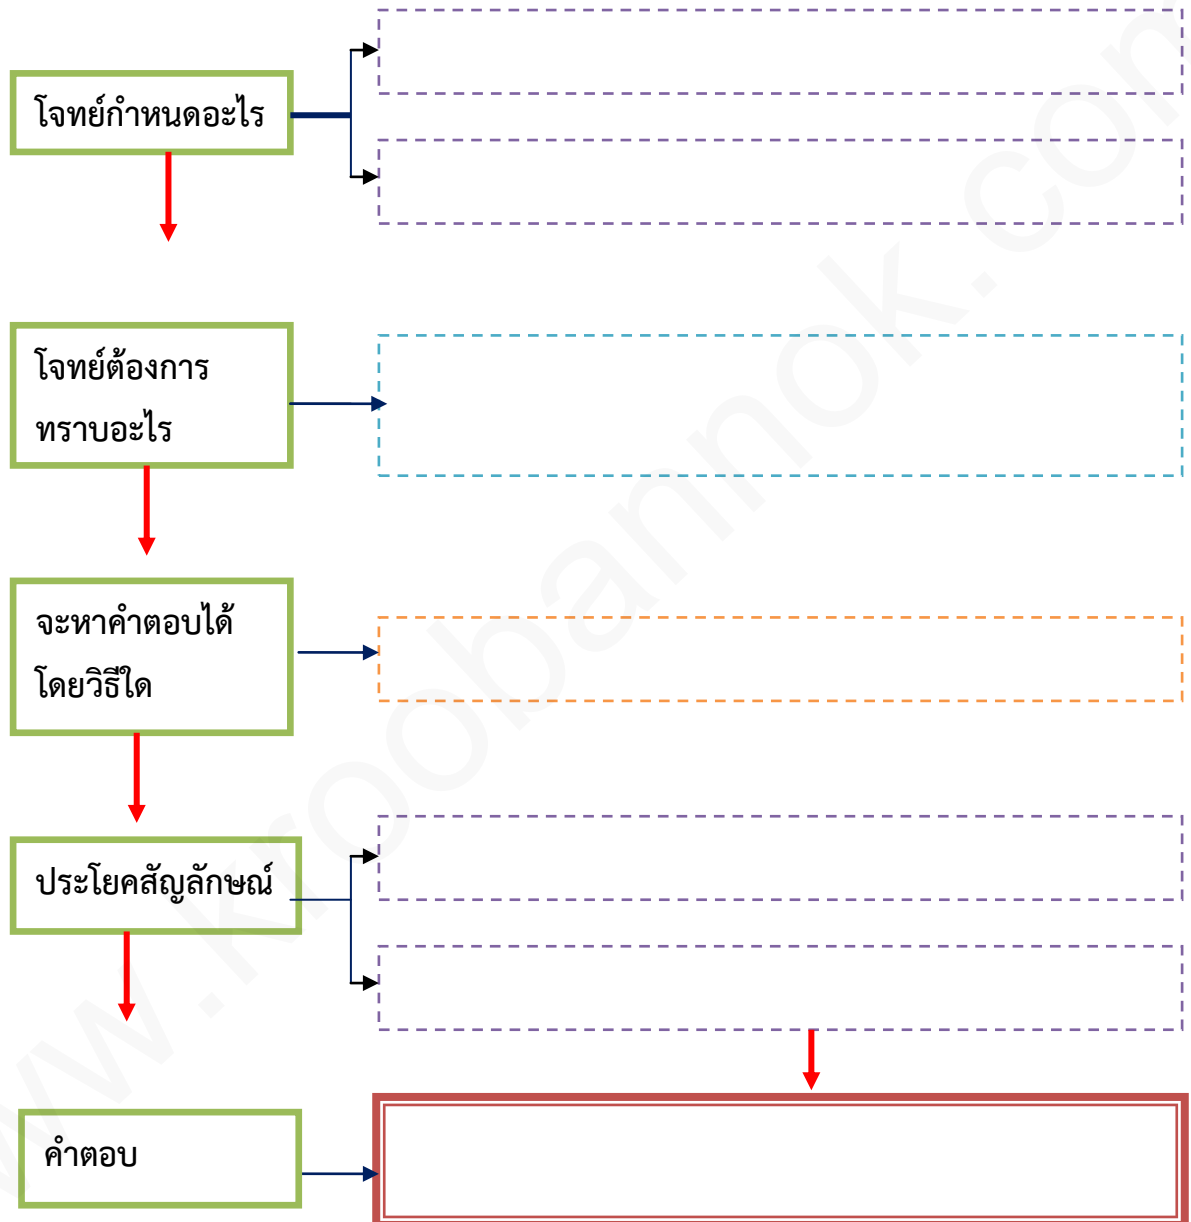 โจทย์กำหนดอะไร
โจทย์ต้องการ
ทราบอะไร
จะหาคำตอบได้
โดยวิธีใด
ประโยคสัญลักษณ์
คำตอบ
www.kroobannok.com